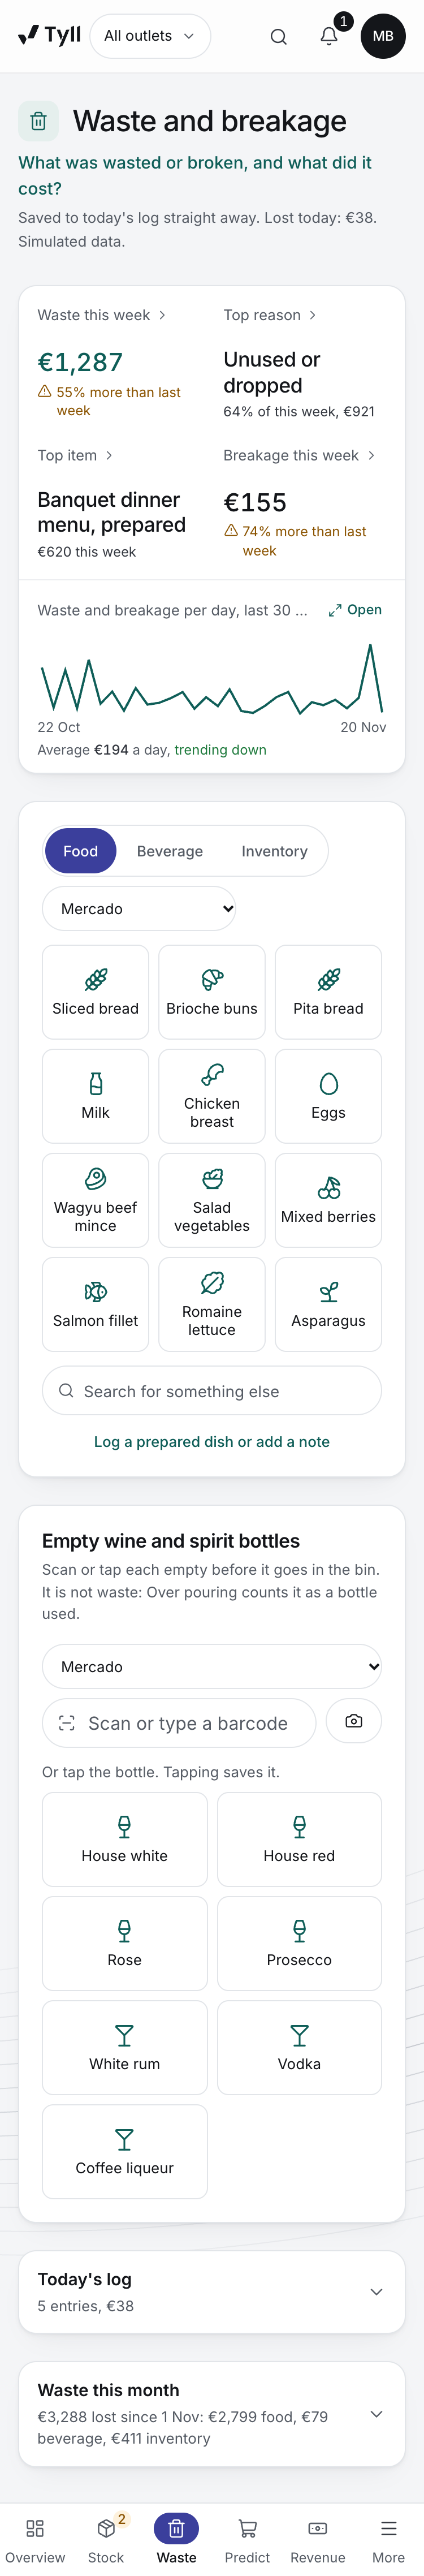 Tyll
All outlets
1
MB
Waste and breakage
What was wasted or broken, and what did it
cost?
Saved to today's log straight away. Lost today: €38.
Simulated data.
Waste this week
Top reason
€1,287
Unused or
dropped
55% more than last
week
64% of this week, €921
Top item
Breakage this week
Banquet dinner
menu, prepared
€155
€620 this week
74% more than last
week
Waste and breakage per day, last 30 ...
Open
22 Oct
20 Nov
Average €194 a day, trending down
Food
Beverage
Inventory
Mercado
Sliced bread
Brioche buns
Pita bread
Milk
Chicken
breast
Eggs
Wagyu beef
mince
Salad
vegetables
Mixed berries
Salmon fillet
Romaine
lettuce
Asparagus
Search for something else
Log a prepared dish or add a note
Empty wine and spirit bottles
Scan or tap each empty before it goes in the bin.
It is not waste: Over pouring counts it as a bottle
used.
Mercado
Scan or type a barcode
Or tap the bottle. Tapping saves it.
House white
House red
Rose
Prosecco
White rum
Vodka
Coffee liqueur
Today's log
5 entries, €38
Waste this month
€3,288 lost since 1 Nov: €2,799 food, €79
beverage, €411 inventory
2
Overview
Stock
Waste
Predict
Revenue
More